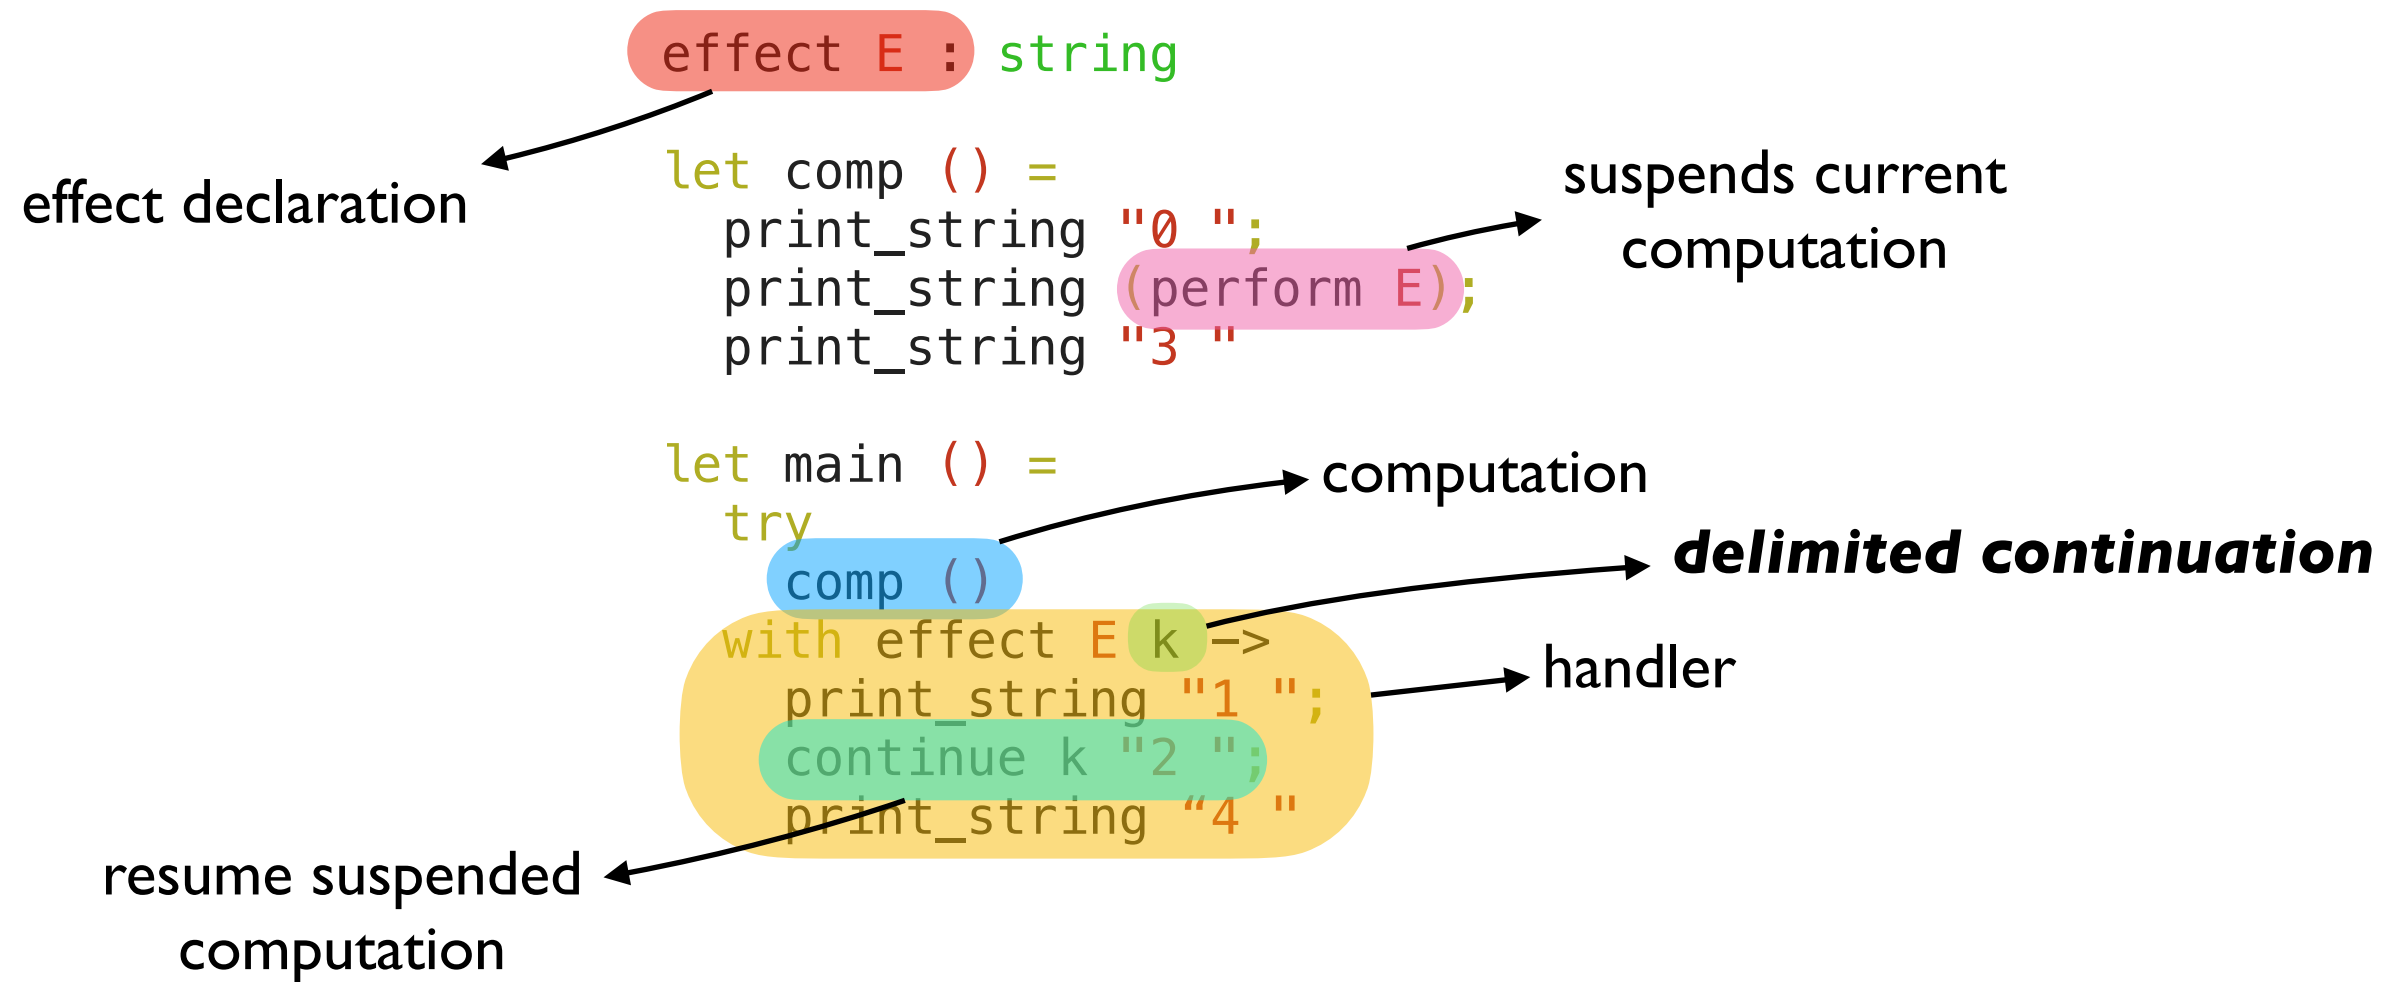 effect E : string
effect declaration
let comp () =
print_string "0 ";
print_string (perform E);
print_string "3 "
suspends current
computation
let main () =
try
comp ()
with effect E k ->
print_string "1 ";
continue k "2 ";
print_string “4 "
computation
delimited continuation
handler
resume suspended
computation